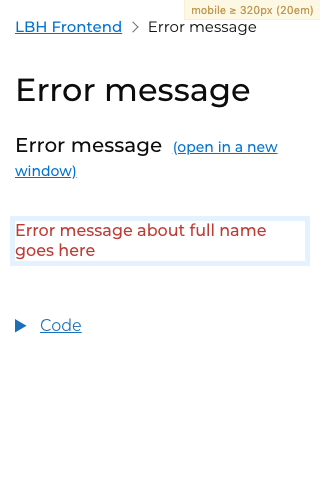 mobile ≥ 320px (20em)
LBH Frontend > Error message
Error message
Error message (open in a new
window)
Error message about full name
goes here
Code